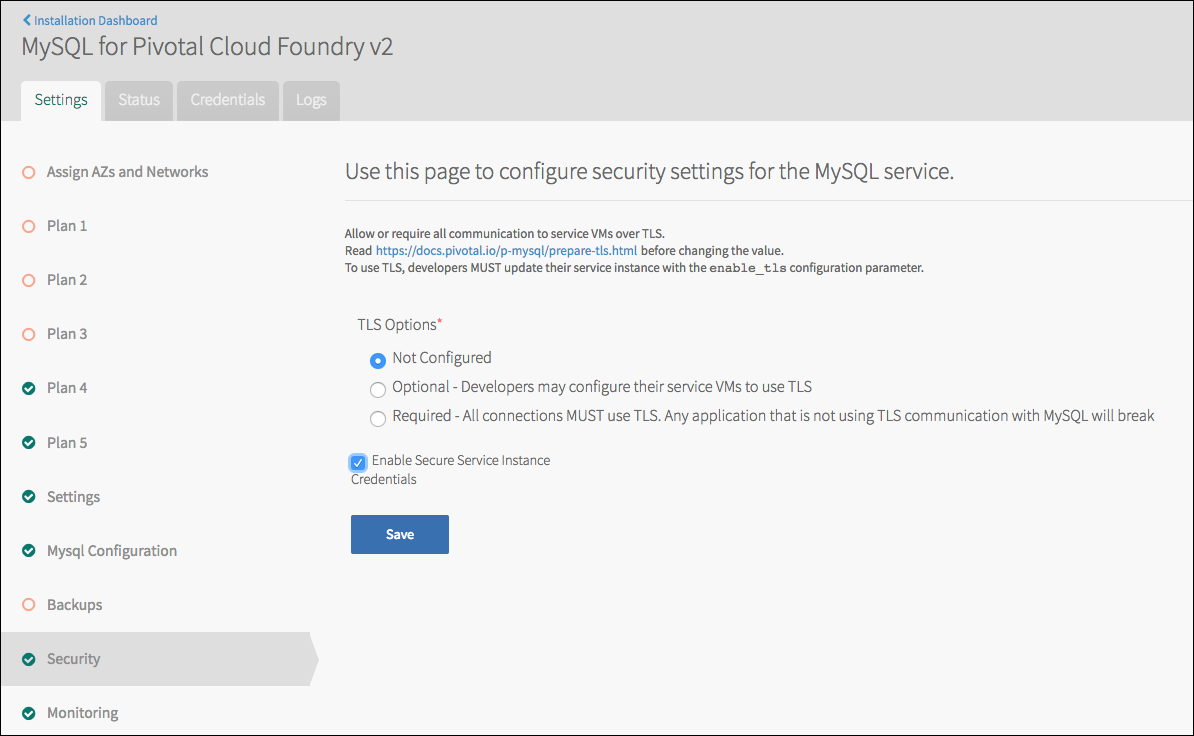 Installation Dashboard
MySQL for Pivotal Cloud Foundry v2
Settings
Status
Credentials
Logs
Assign AZs and Networks
Plan 1
Plan 2
Plan 3
Plan 4
Plan 5
Settings
Mysql Configuration
Backups
Security
Monitoring
Use this page to configure security settings for the MySQL service.
Allow or require all communication to service VMs over TLS.
Read https://docs.pivotal.io/p-mysql/prepare-tls.html before changing the value.
To use TLS, developers MUST update their service instance with the enable_tls configuration parameter.
TLS Options*
Not Configured
Optional - Developers may configure their service VMs to use TLS
Required - All connections MUST use TLS. Any application that is not using TLS communication with MySQL will break
Enable Secure Service Instance
Credentials
Save